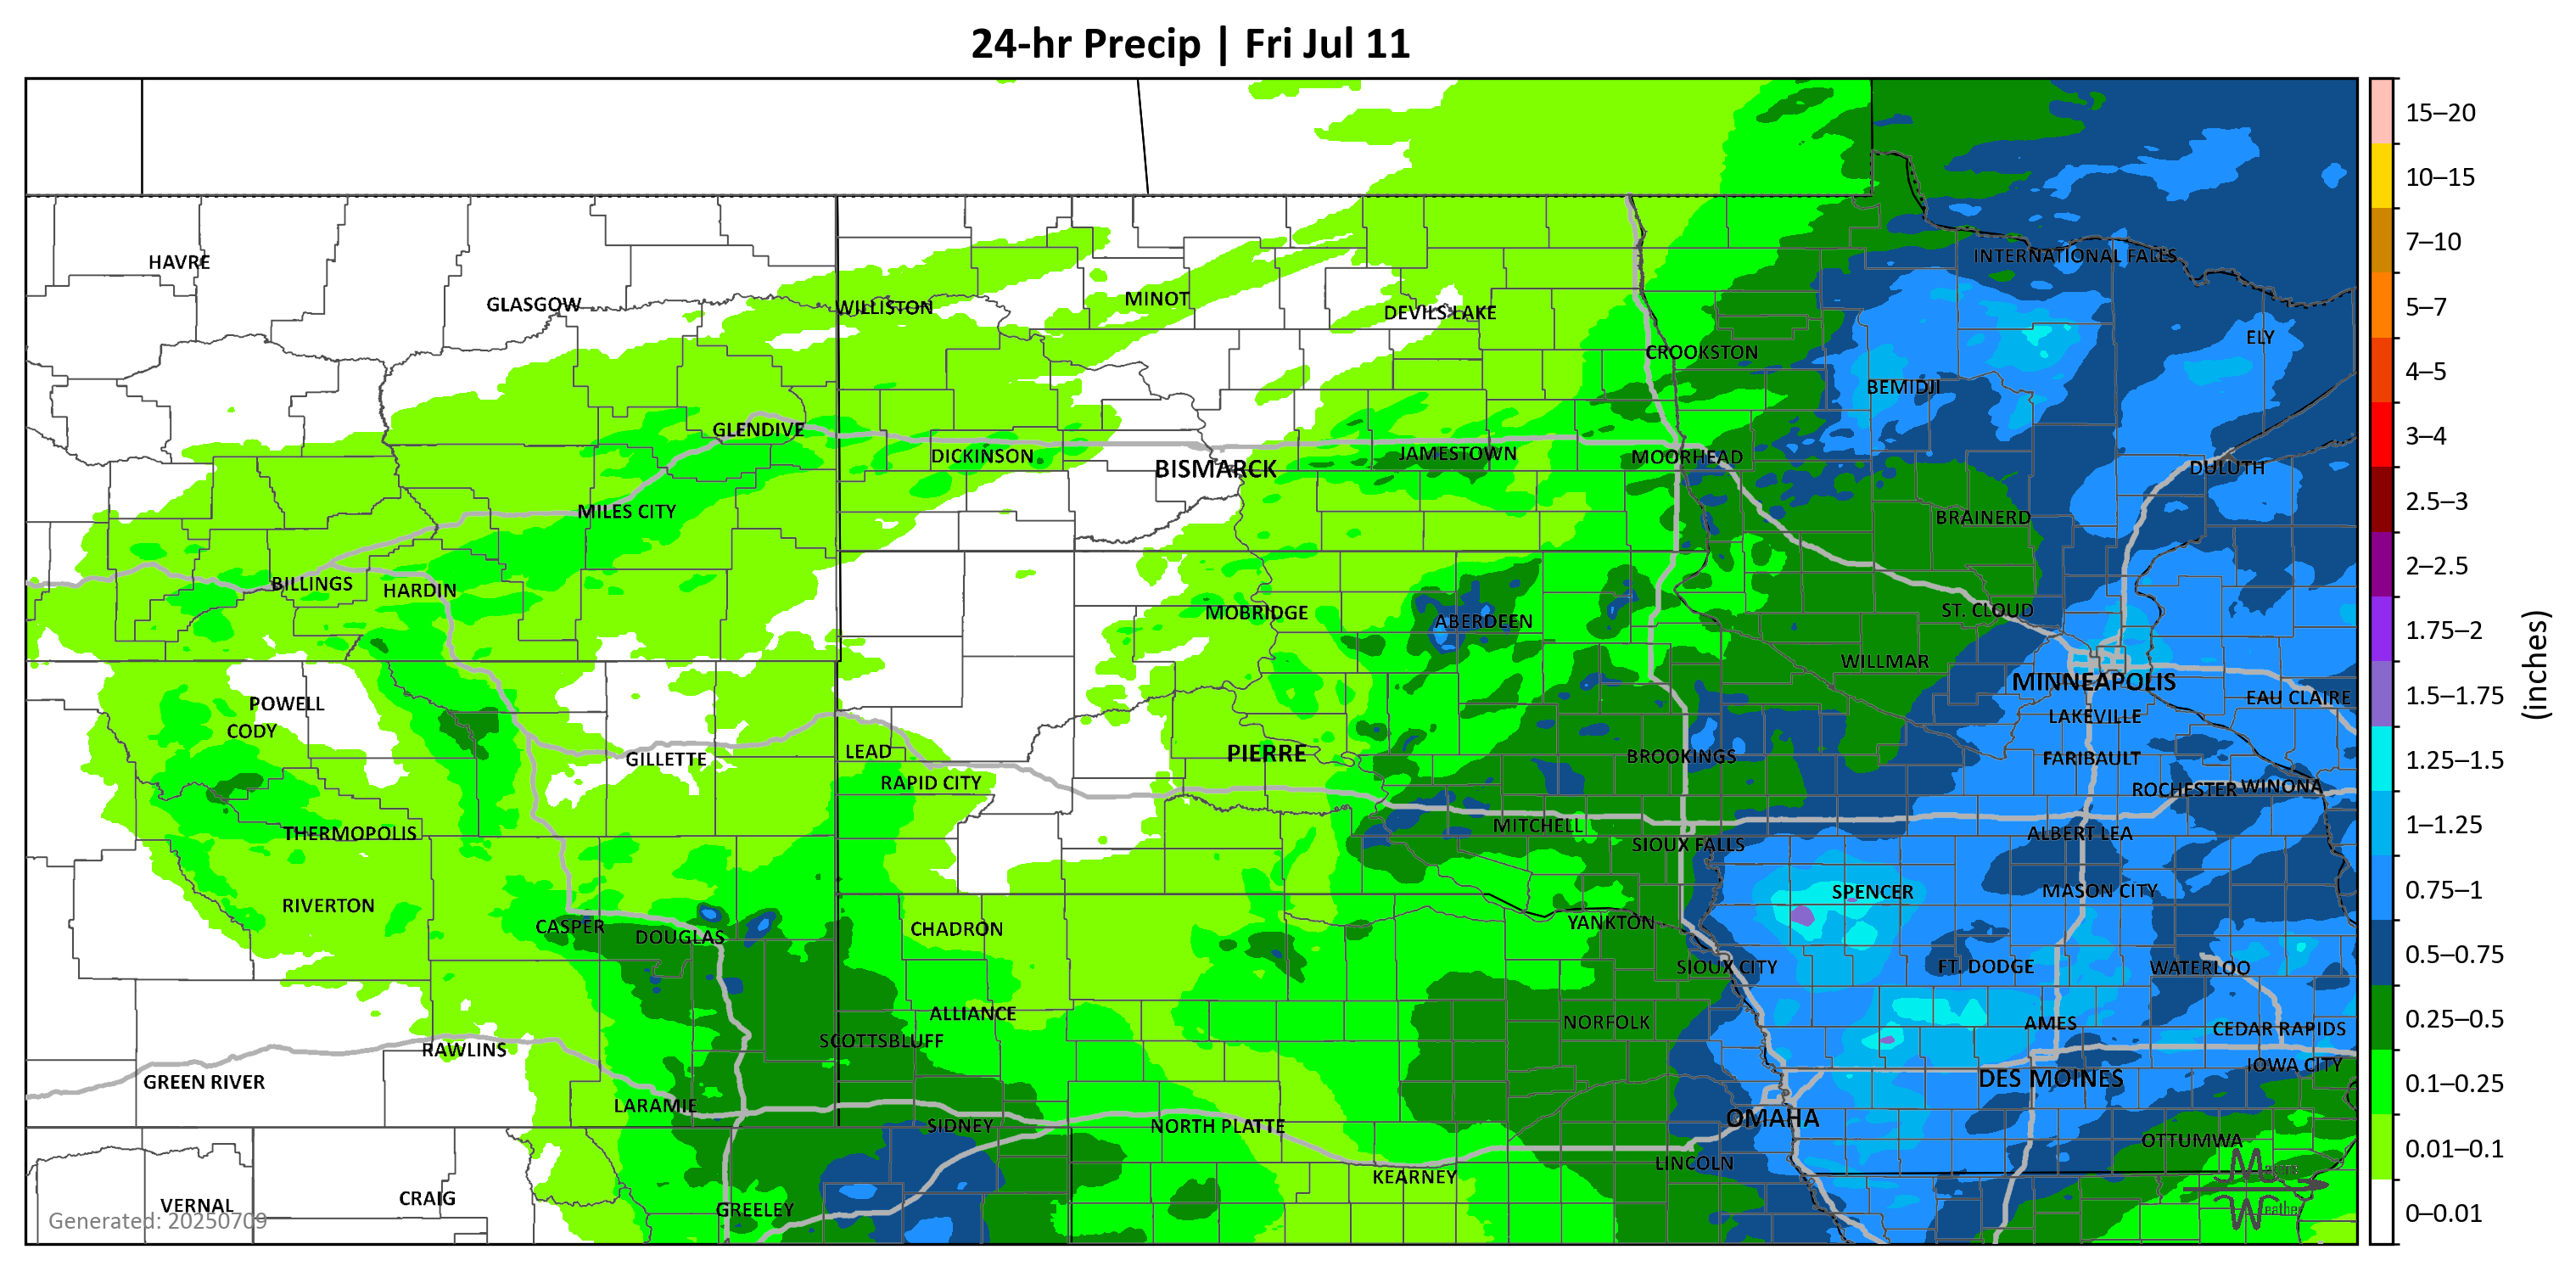 24-hr Precip | Fri Jul 11
HAVRE
GLASGOW
WILLISTON
MINOT
DEVILS LAKE
INTERNATIONAL FALLS
CROOKSTON
ELY
BEMIDJI
GLENDIVE
DICKINSON
BISMARCK
JAMESTOWN
MOORHEAD
DULUTH
MILES CITY
BRAINERD
BILLINGS
HARDIN
MOBRIDGE
ABERDEEN
ST. CLOUD
WILLMAR
MINNEAPOLIS
POWELL
EAU CLAIRE
CODY
LAKEVILLE
GILLETTE
LEAD
PIERRE
BROOKINGS
FARIBAULT
RAPID CITY
ROCHESTER
WINONA
THERMOPOLIS
MITCHELL
ALBERT LEA
SIOUX FALLS
RIVERTON
SPENCER
MASON CITY
CASPER
DOUGLAS
CHADRON
YANKTON
SIOUX CITY
FT. DODGE
WATERLOO
ALLIANCE
NORFOLK
AMES
CEDAR RAPIDS
SCOTTSBLUFF
RAWLINS
IOWA CITY
GREEN RIVER
DES MOINES
LARAMIE
SIDNEY
NORTH PLATTE
OMAHA
OTTUMWA
KEARNEY
LINCOLN
VERNAL
CRAIG
GREELEY
Generated: 20250709
Weather
15–20
10–15
7–10
5–7
4–5
3–4
2.5–3
2–2.5
1.75–2
1.5–1.75
1.25–1.5
1–1.25
0.75–1
0.5–0.75
0.25–0.5
0.1–0.25
0.01–0.1
0–0.01
(inches)